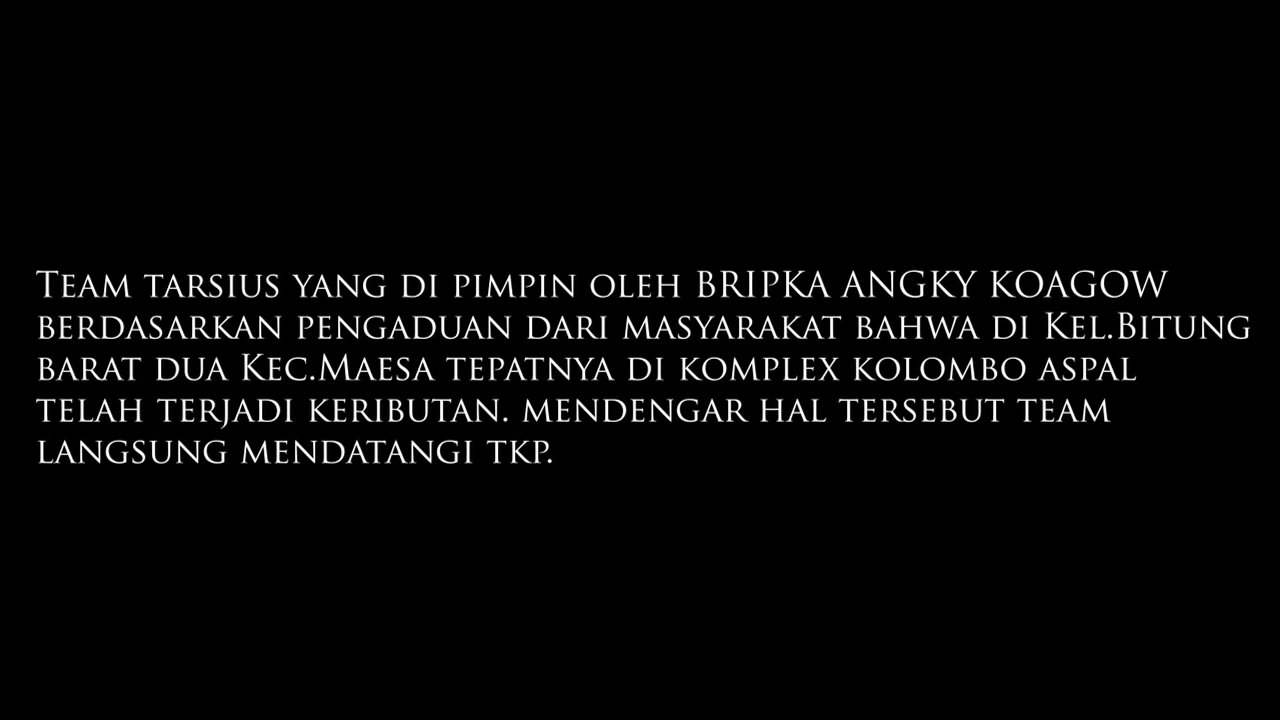 Team tarsius yang di pimpin oleh BRIPKA ANGKY KOAGOW
berdasarkan pengaduan dari masyarakat bahwa di Kel.Bitung
barat dua Kec.Maesa tepatnya di komplex kolombo aspal
telah terjadi keributan. mendengar hal tersebut team
langsung mendatangi tkp.